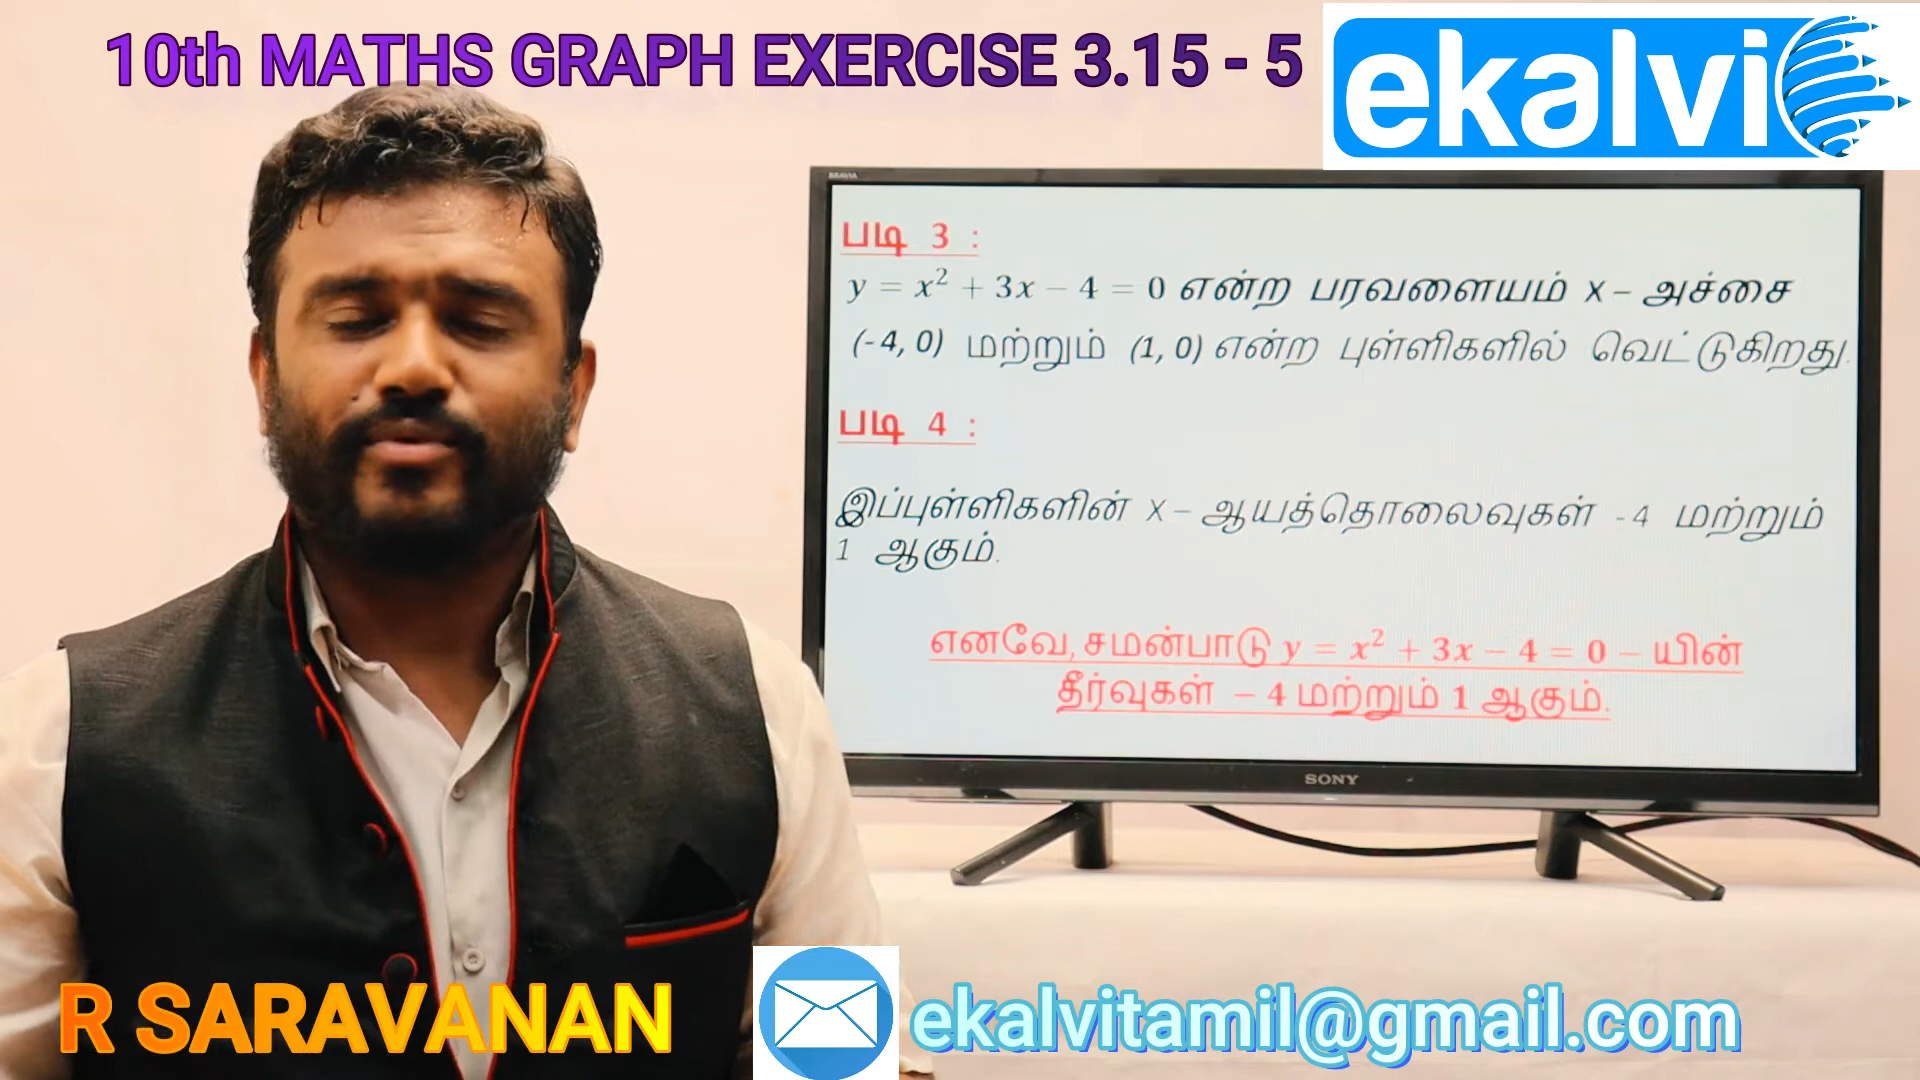 10th MATHS GRAPH EXERCISE 3.15 - 5
ekalvi
BRAVIA
படி 3 :
y = x² + 3x − 4 = 0 என்ற பரவளையம் x – அச்சை
(-4, 0) மற்றும் (1, 0) என்ற புள்ளிகளில் வெட்டுகிறது.
படி 4 :
இப்புள்ளிகளின் x – ஆயத்தொலைவுகள் -4 மற்றும்
1 ஆகும்.
எனவே, சமன்பாடு y = x² + 3x − 4 = 0 − யின்
தீர்வுகள் − 4 மற்றும் 1 ஆகும்.
SONY
R SARAVANAN
ekalvitamil@gmail.com